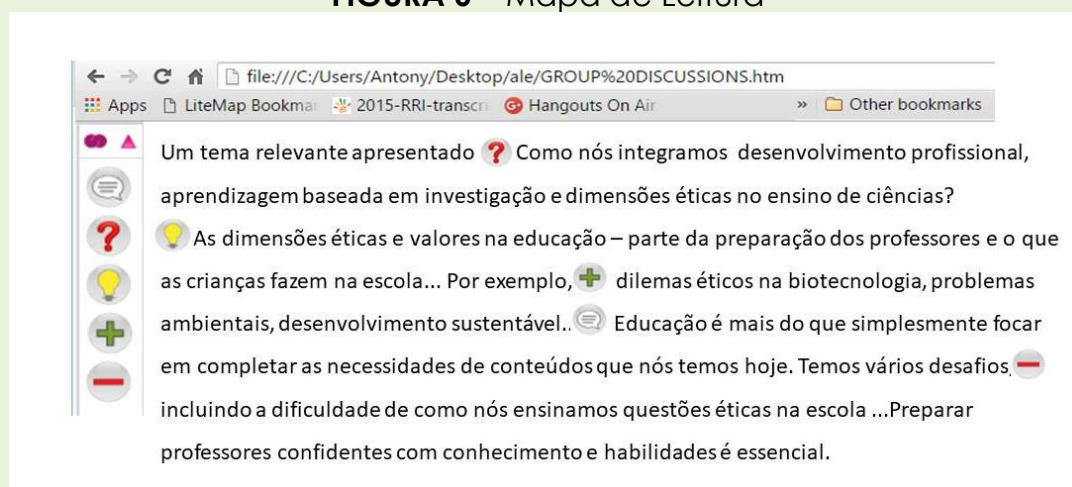 Mapa de Leitura
file:///C:/Users/Antony/Desktop/ale/GROUP%20DISCUSSIONS.htm
Apps LiteMap Bookmar 2015-RRI-transcri Hangouts On Air » Other bookmarks
Um tema relevante apresentado ? Como nós integramos desenvolvimento profissional,
aprendizagem baseada em investigação e dimensões éticas no ensino de ciências?
As dimensões éticas e valores na educação – parte da preparação dos professores e o que
as crianças fazem na escola... Por exemplo, dilemas éticos na biotecnologia, problemas
ambientais, desenvolvimento sustentável.. Educação é mais do que simplesmente focar
em completar as necessidades de conteúdos que nós temos hoje. Temos vários desafios,
incluindo a dificuldade de como nós ensinamos questões éticas na escola ...Preparar
professores confidentes com conhecimento e habilidades é essencial.